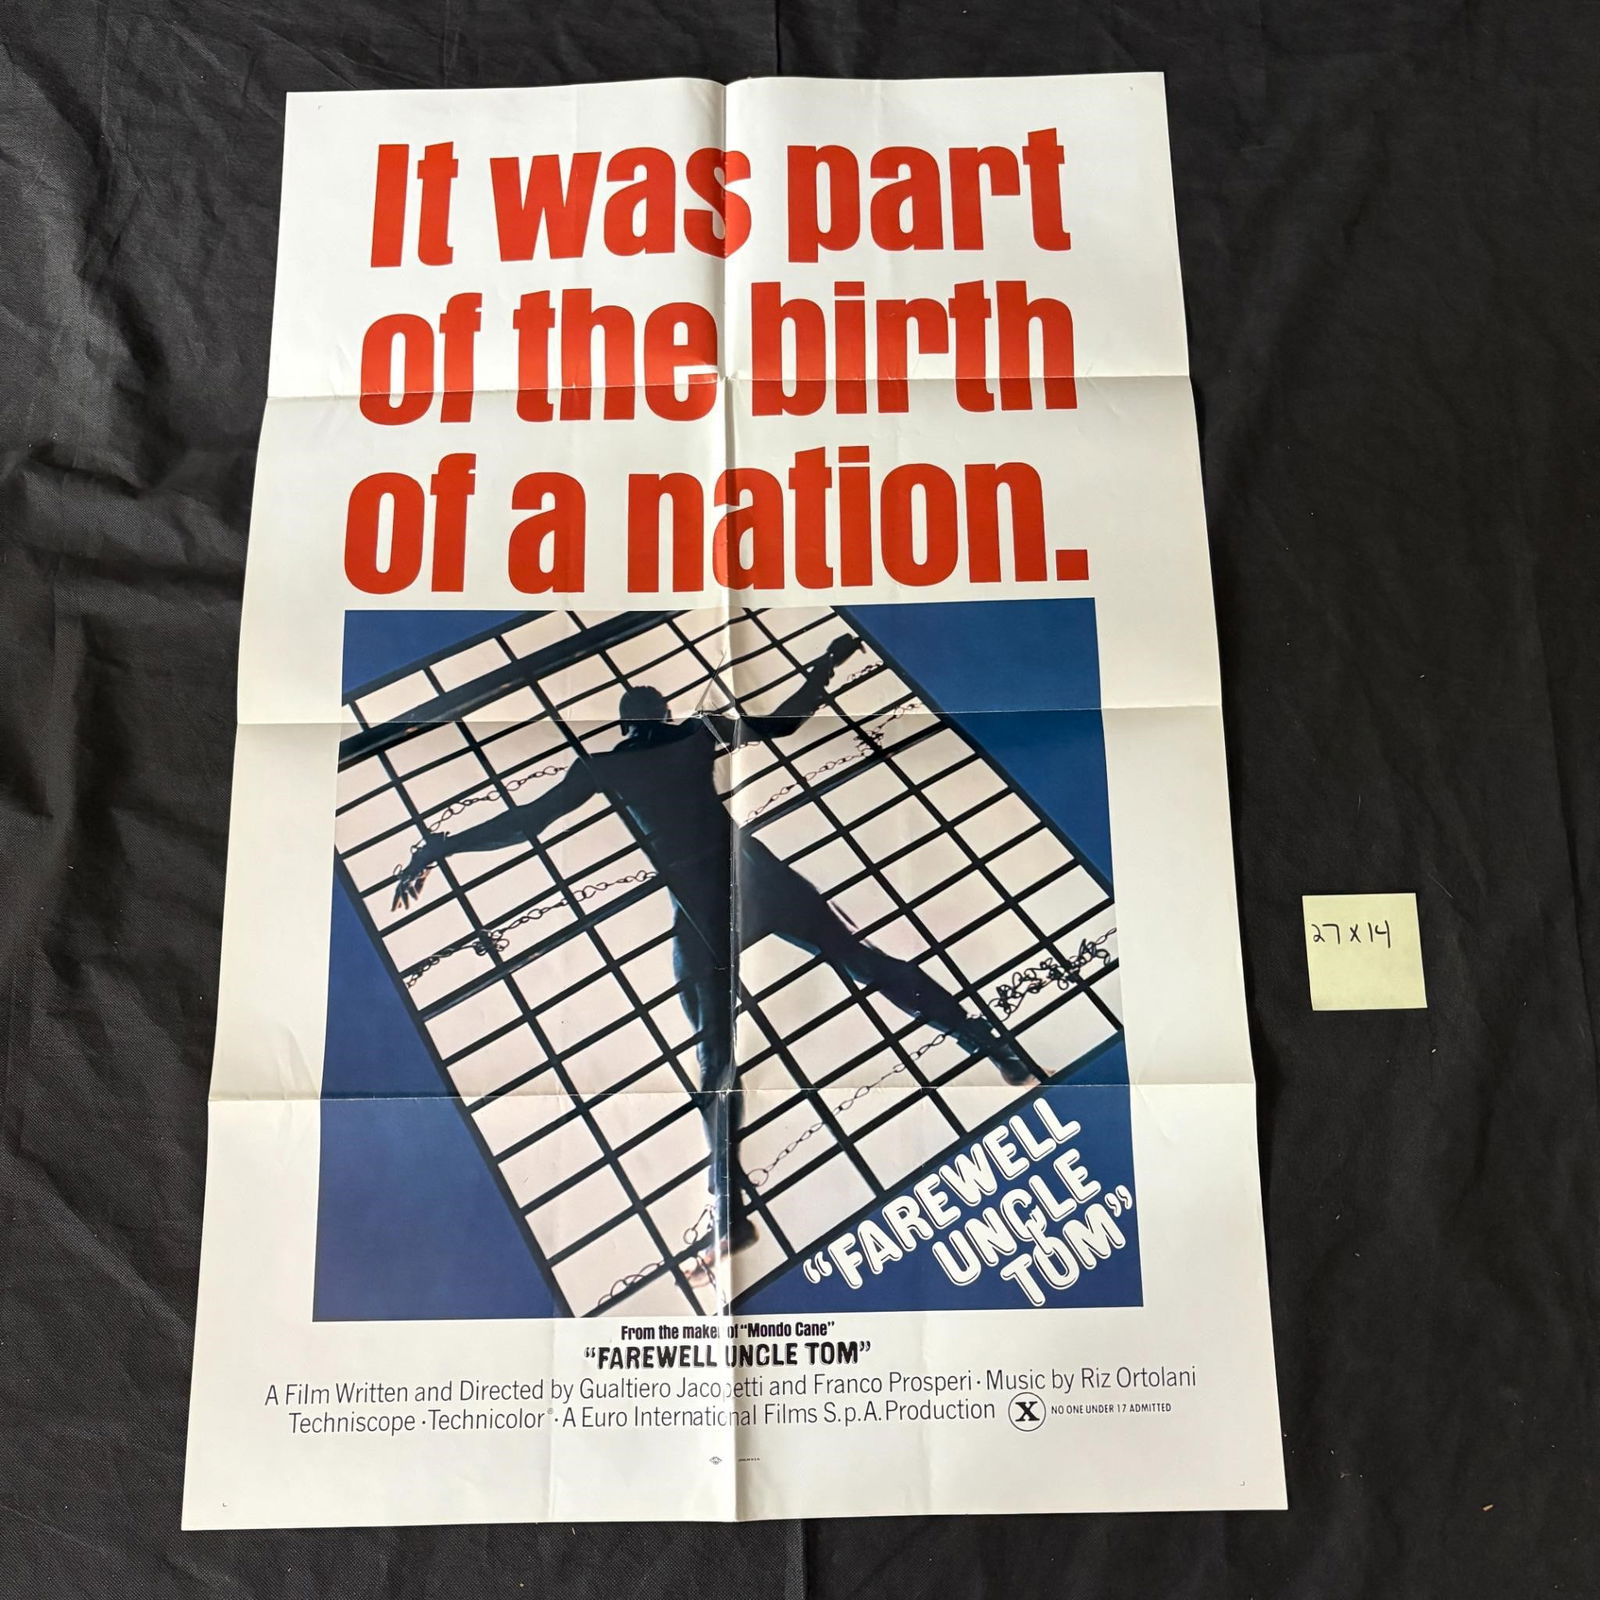 It was part
of the birth
of a nation.
"FAREWELL
UNCLE
TOM"
27 x 14
From the maker of "Mondo Cane"
"FAREWELL UNCLE TOM"
A Film Written and Directed by Gualtiero Jacopetti and Franco Prosperi · Music by Riz Ortolani
Techniscope · Technicolor® · A Euro International Films S.p.A. Production X NO ONE UNDER 17 ADMITTED